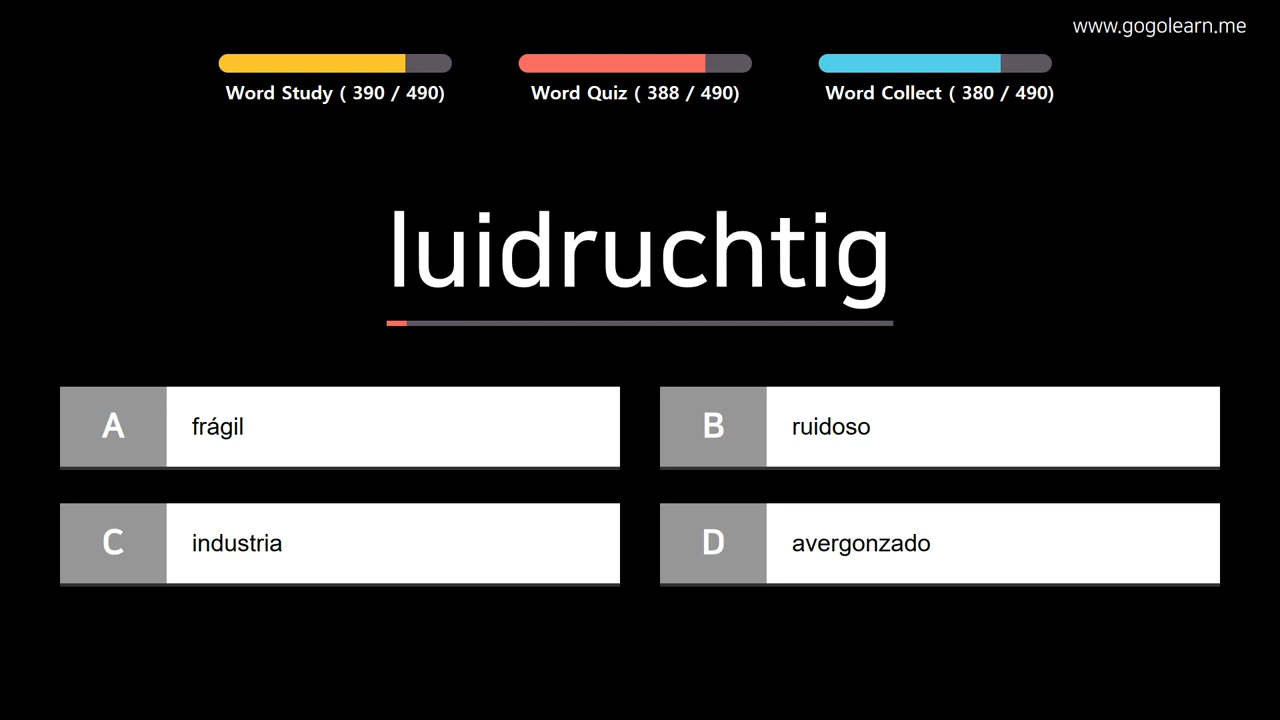 www.gogolearn.me
Word Study ( 390 / 490)
Word Quiz ( 388 / 490)
Word Collect ( 380 / 490)
luidruchtig
A frágil
B ruidoso
C industria
D avergonzado